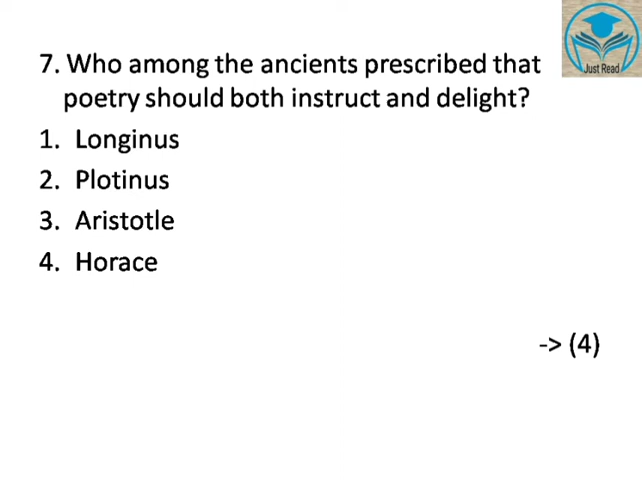 Just Read
7. Who among the ancients prescribed that
poetry should both instruct and delight?
1. Longinus
2. Plotinus
3. Aristotle
4. Horace
-> (4)